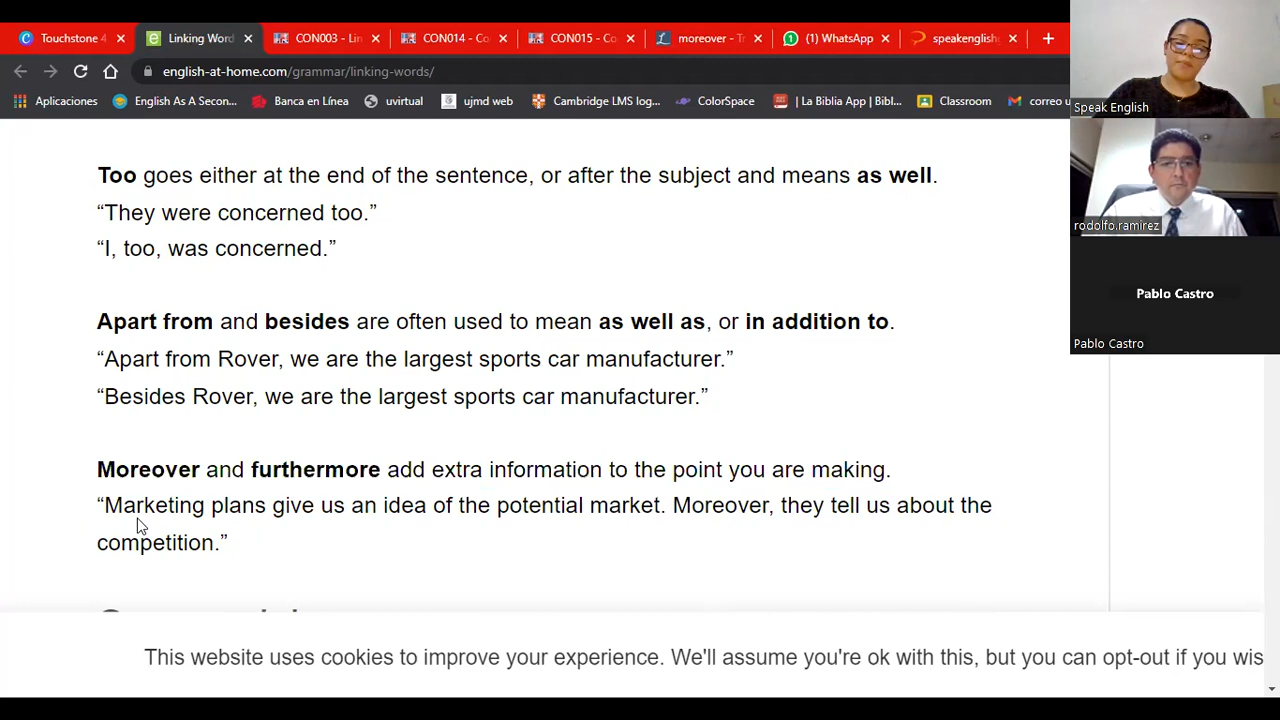 Touchstone 4
Linking Word
CON003 - Lin
CON014 - Co
CON015 - Co
moreover - Tr
(1) WhatsApp
speakenglish
english-at-home.com/grammar/linking-words/
Aplicaciones
English As A Secon...
Banca en Línea
uvirtual
ujmd web
Cambridge LMS log...
ColorSpace
| La Biblia App | Bibl...
Classroom
correo u
Speak English
rodolfo.ramirez
Pablo Castro
Pablo Castro
Too goes either at the end of the sentence, or after the subject and means as well.
“They were concerned too.”
“I, too, was concerned.”
Apart from and besides are often used to mean as well as, or in addition to.
“Apart from Rover, we are the largest sports car manufacturer.”
“Besides Rover, we are the largest sports car manufacturer.”
Moreover and furthermore add extra information to the point you are making.
“Marketing plans give us an idea of the potential market. Moreover, they tell us about the
competition.”
This website uses cookies to improve your experience. We'll assume you're ok with this, but you can opt-out if you wis